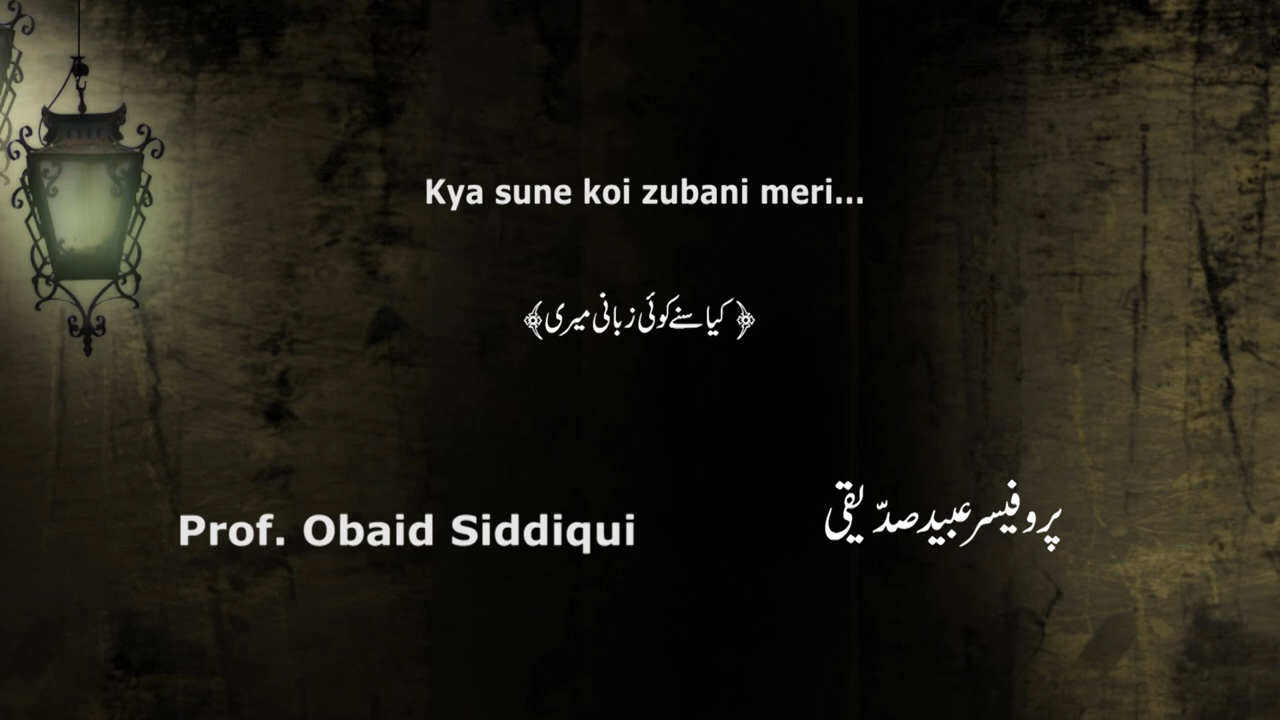 Kya sune koi zubani meri...
﴿ کیا سنے کوئی زبانی میری ﴾
Prof. Obaid Siddiqui
پروفیسر عبید صدّیقی